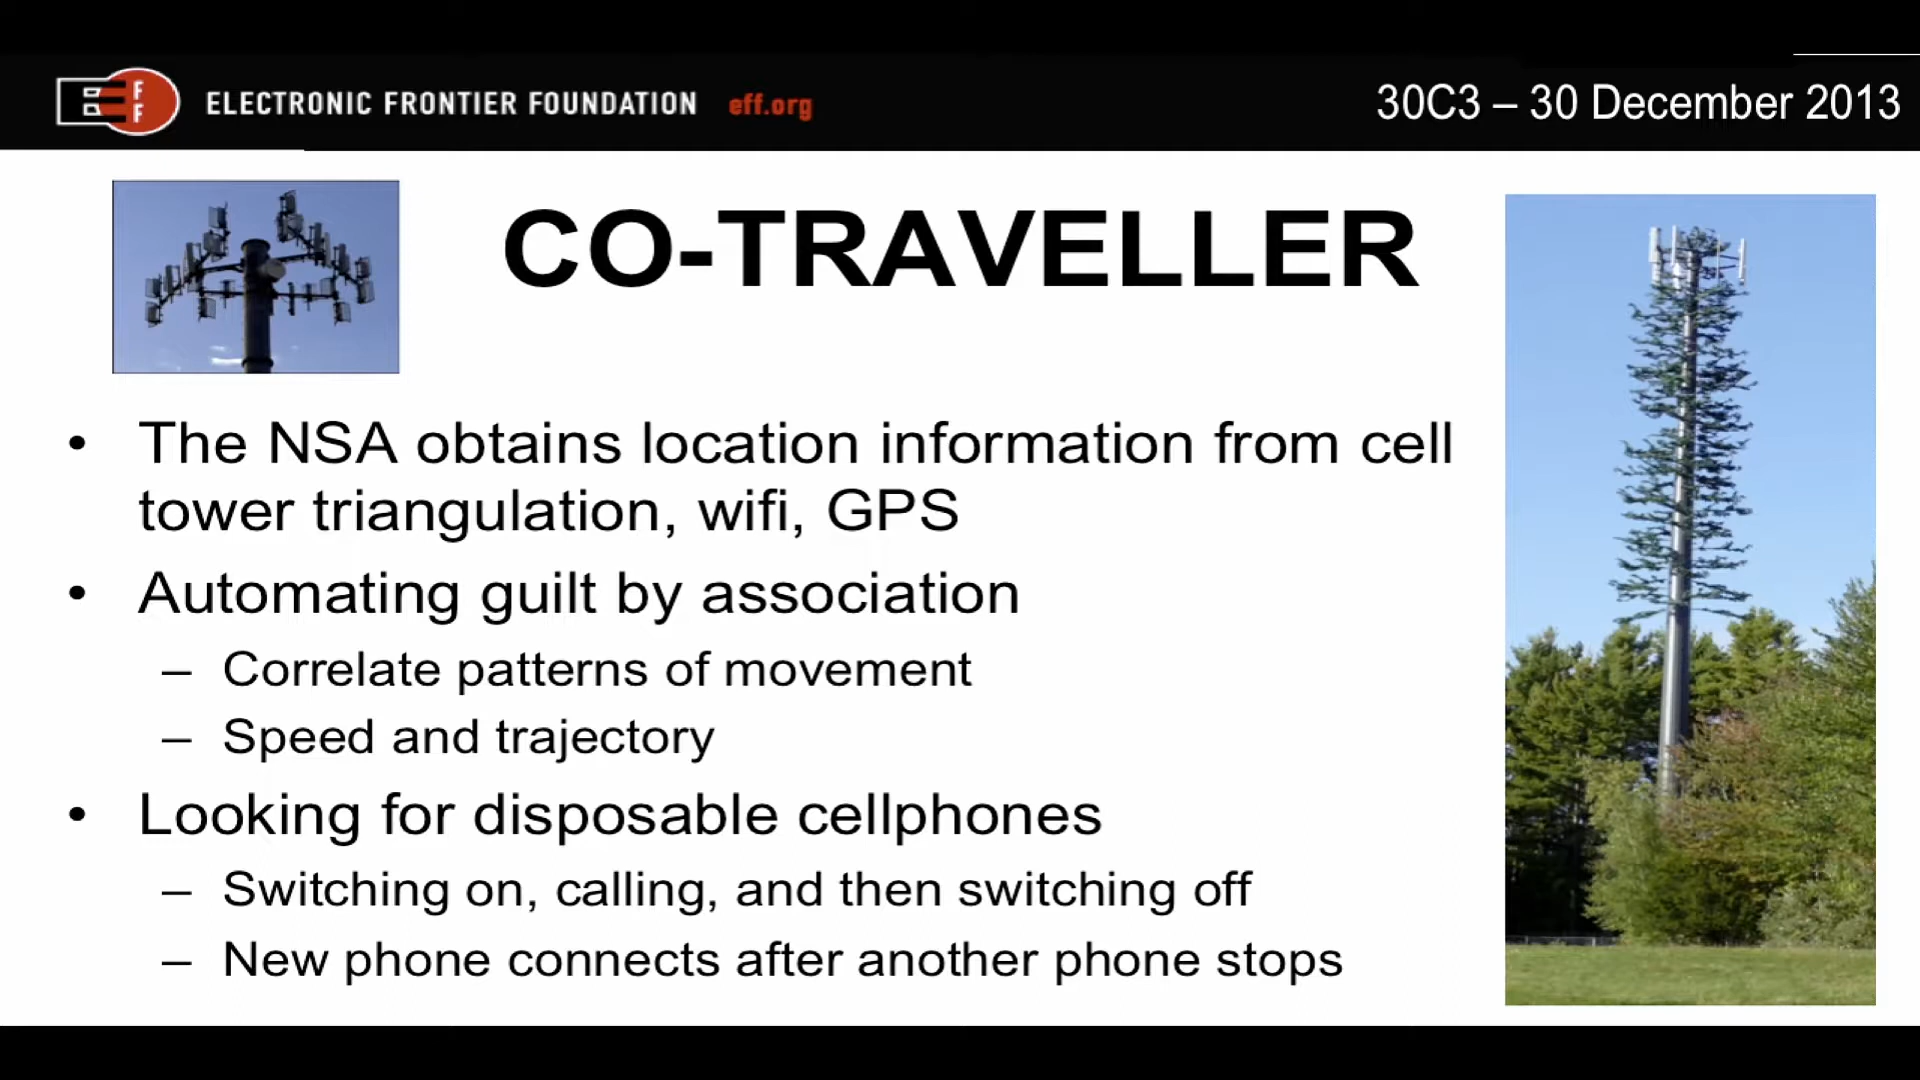 EFF ELECTRONIC FRONTIER FOUNDATION eff.org
30C3 – 30 December 2013
CO-TRAVELLER
• The NSA obtains location information from cell
tower triangulation, wifi, GPS
• Automating guilt by association
– Correlate patterns of movement
– Speed and trajectory
• Looking for disposable cellphones
– Switching on, calling, and then switching off
– New phone connects after another phone stops